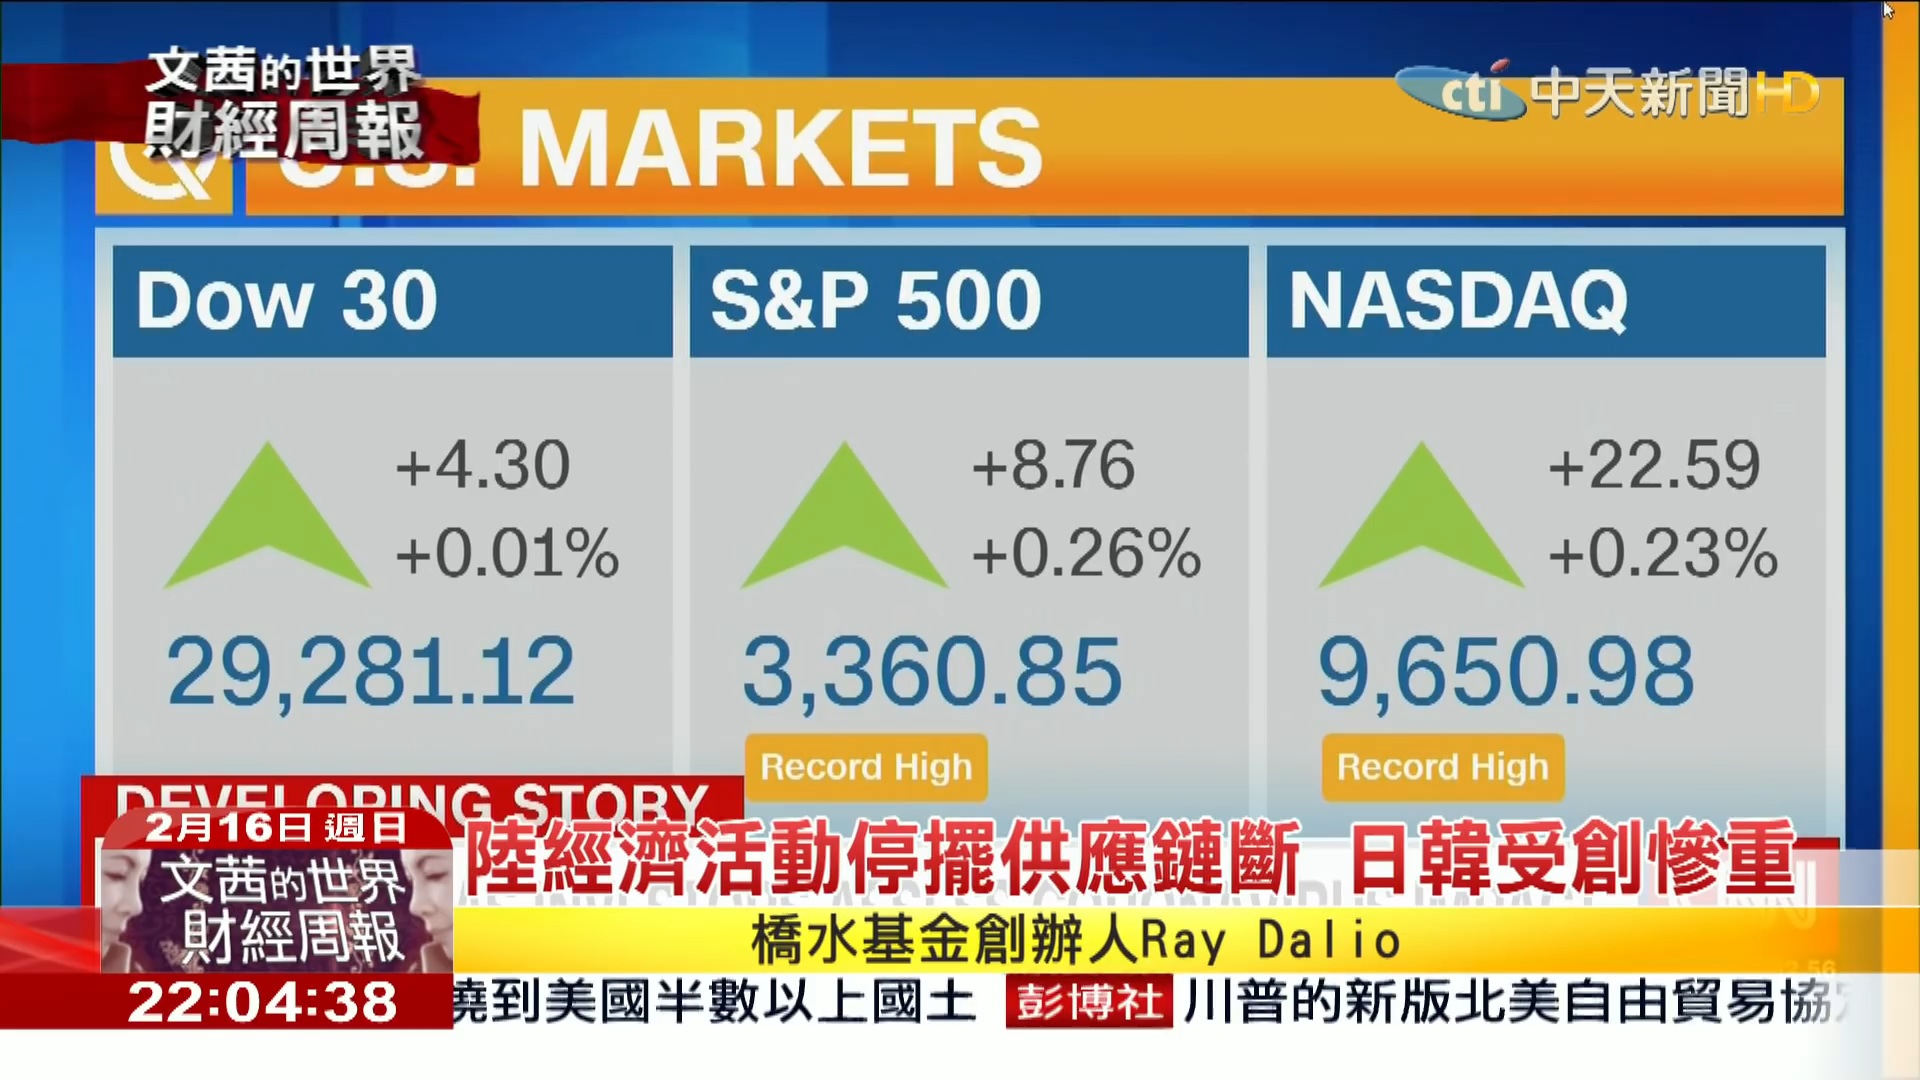 文茜的世界
財經周報
cti 中天新聞HD
U.S. MARKETS
Dow 30
+4.30
+0.01%
29,281.12
S&P 500
+8.76
+0.26%
3,360.85
Record High
NASDAQ
+22.59
+0.23%
9,650.98
Record High
DEVELOPING STORY
2月16日 週日
文茜的世界
財經周報
22:04:38
陸經濟活動停擺供應鏈斷 日韓受創慘重
橋水基金創辦人Ray Dalio
燒到美國半數以上國土 彭博社 川普的新版北美自由貿易協